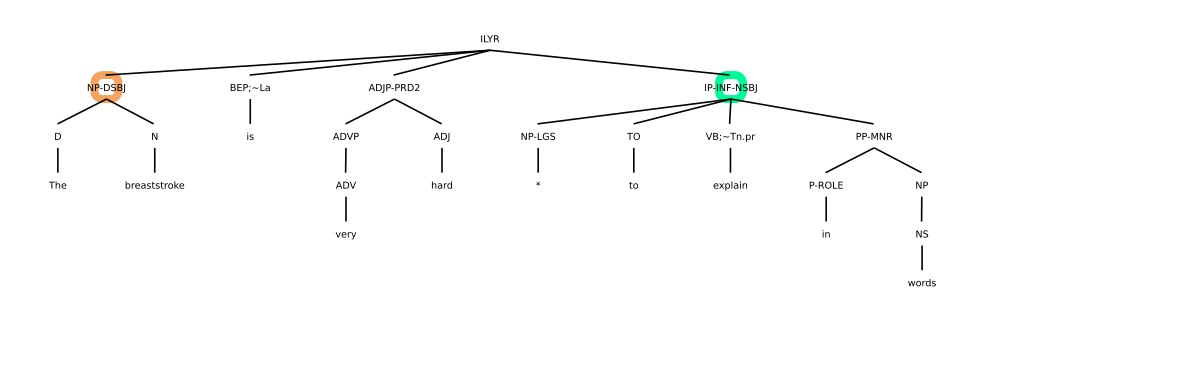 ILYR
NP-DSBJ BEP;~La ADJP-PRD2 IP-INF-NSBJ
D N is ADVP ADJ NP-LGS TO VB;~Tn.pr PP-MNR
The breaststroke ADV hard * to explain P-ROLE NP
very in NS
words